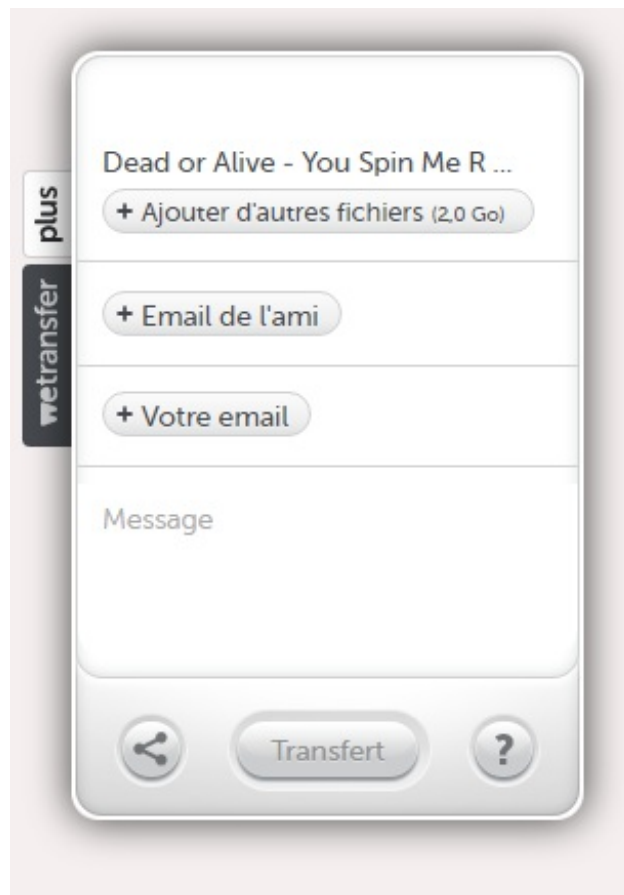 Dead or Alive - You Spin Me R ...
+ Ajouter d'autres fichiers (2,0 Go)
plus
wetransfer
+ Email de l'ami
+ Votre email
Message
Transfert
?